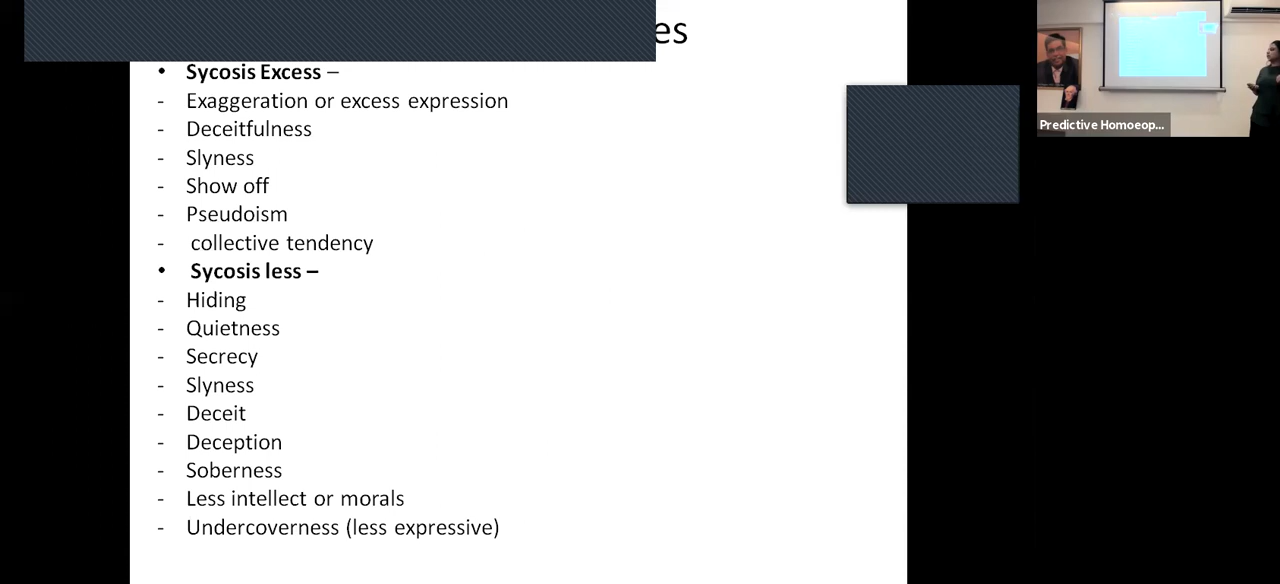 es
• Sycosis Excess –
- Exaggeration or excess expression
- Deceitfulness
- Slyness
- Show off
- Pseudoism
- collective tendency
• Sycosis less –
- Hiding
- Quietness
- Secrecy
- Slyness
- Deceit
- Deception
- Soberness
- Less intellect or morals
- Undercoverness (less expressive)
Predictive Homoeop...